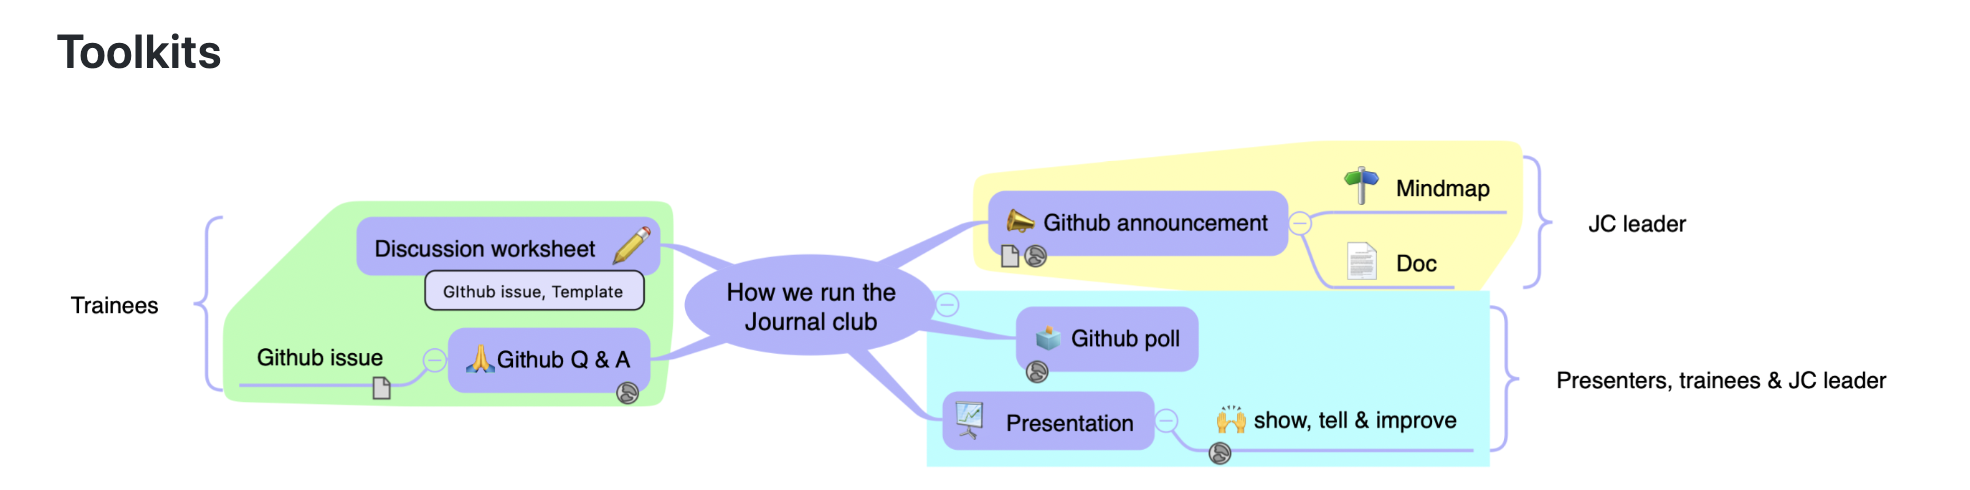 Toolkits
Trainees
Discussion worksheet
GIthub issue, Template
Github issue
Github Q & A
How we run the
Journal club
Github announcement
Mindmap
Doc
JC leader
Github poll
Presentation
show, tell & improve
Presenters, trainees & JC leader